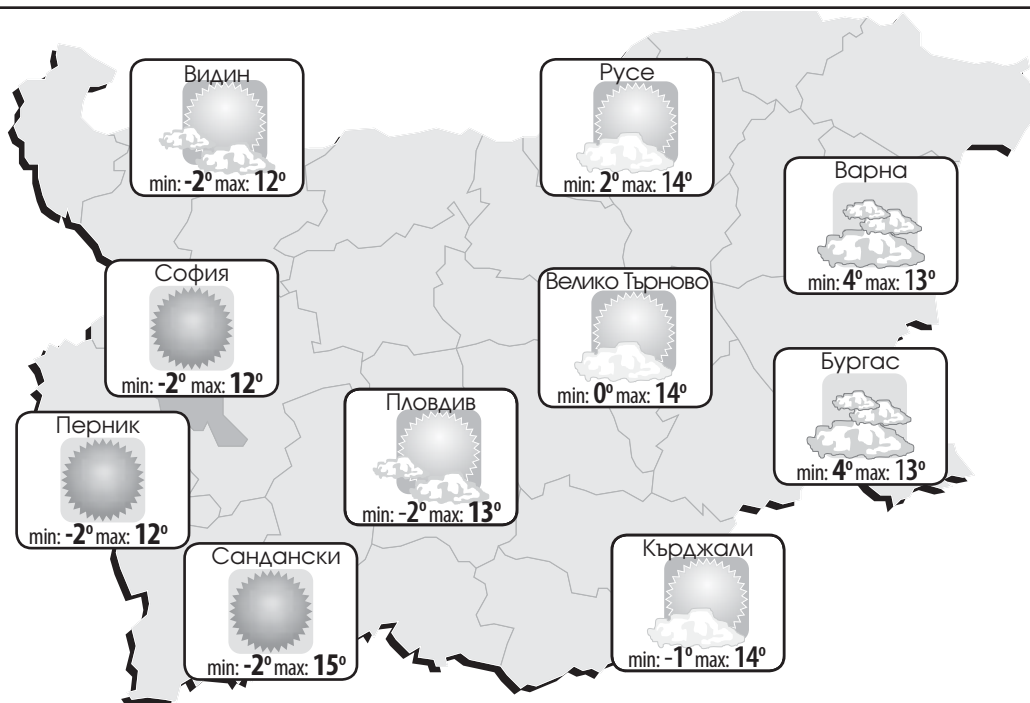 Видин
min: -2° max: 12°
Русе
min: 2° max: 14°
Варна
min: 4° max: 13°
София
min: -2° max: 12°
Велико Търново
min: 0° max: 14°
Бургас
min: 4° max: 13°
Пловдив
min: -2° max: 13°
Перник
min: -2° max: 12°
Сандански
min: -2° max: 15°
Кърджали
min: -1° max: 14°